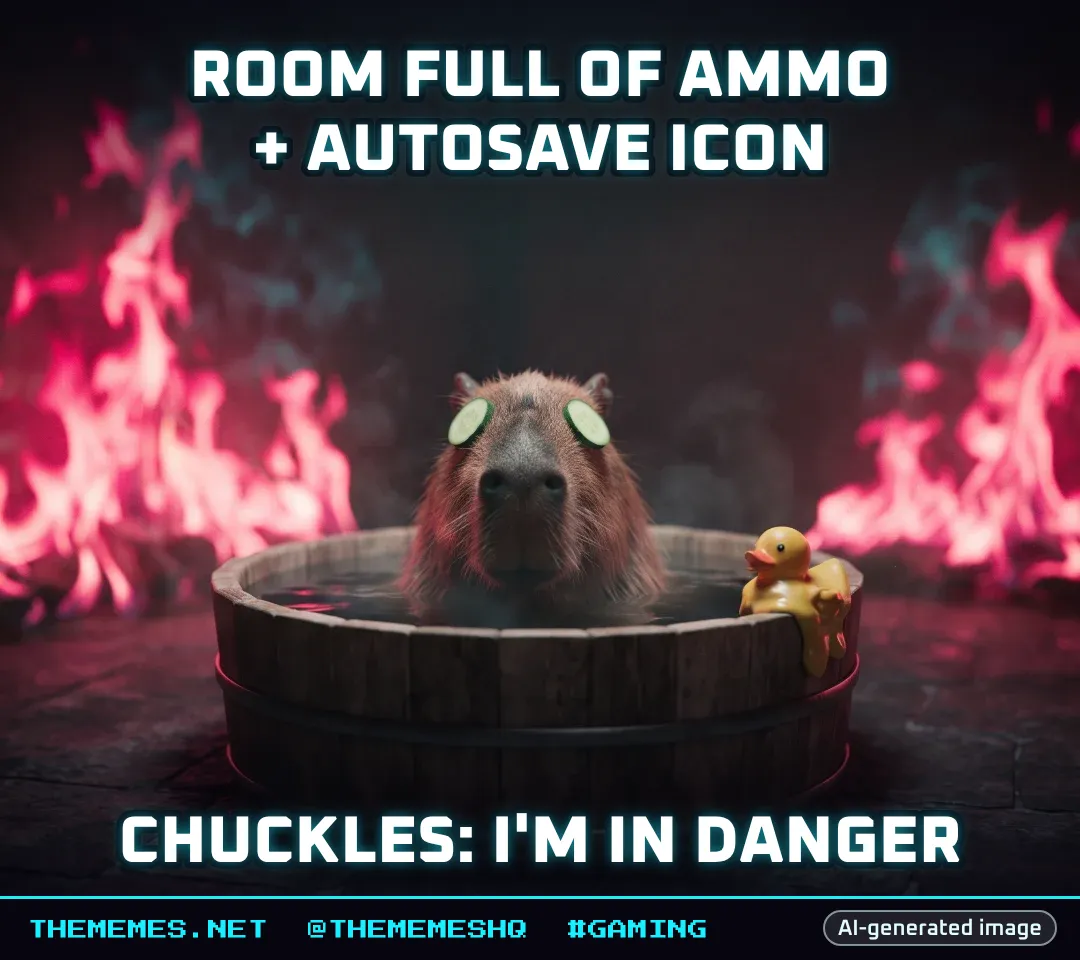 ROOM FULL OF AMMO
+ AUTOSAVE ICON
CHUCKLES: I'M IN DANGER
THEMEMES.NET @THEMEMESHQ #GAMING AI-generated image